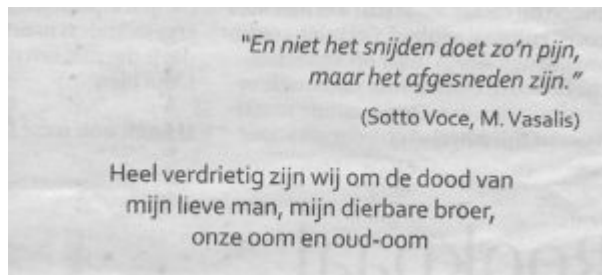 "En niet het snijden doet zo'n pijn,
maar het afgesneden zijn."
(Sotto Voce, M. Vasalis)
Heel verdrietig zijn wij om de dood van
mijn lieve man, mijn dierbare broer,
onze oom en oud-oom